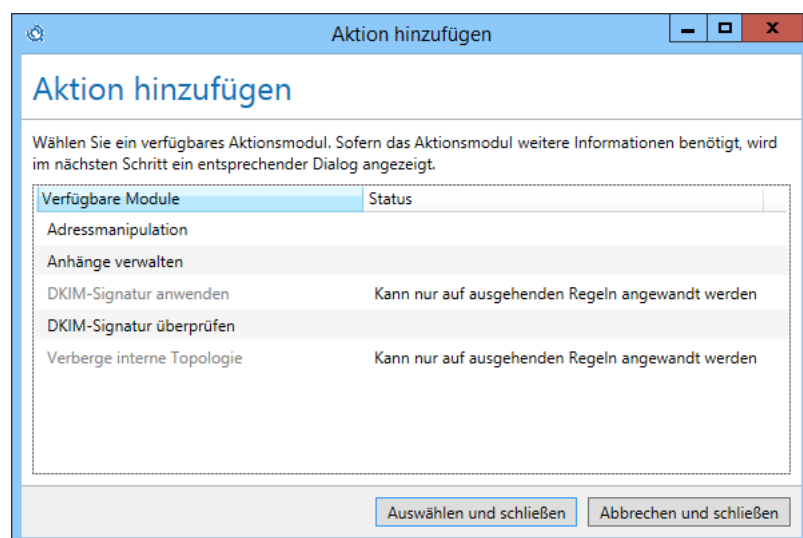 Aktion hinzufügen
Aktion hinzufügen
Wählen Sie ein verfügbares Aktionsmodul. Sofern das Aktionsmodul weitere Informationen benötigt, wird
im nächsten Schritt ein entsprechender Dialog angezeigt.
Verfügbare Module Status
Adressmanipulation
Anhänge verwalten
DKIM-Signatur anwenden Kann nur auf ausgehenden Regeln angewandt werden
DKIM-Signatur überprüfen
Verberge interne Topologie Kann nur auf ausgehenden Regeln angewandt werden
Auswählen und schließen Abbrechen und schließen